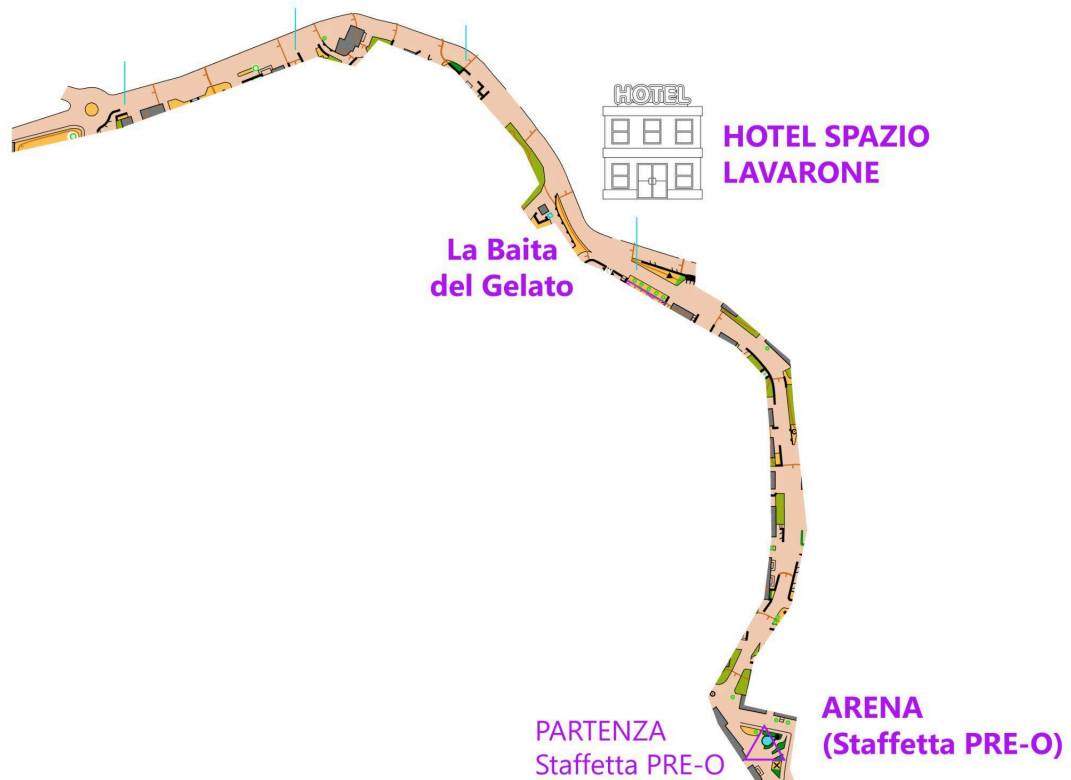 HOTEL
HOTEL SPAZIO
LAVARONE
La Baita
del Gelato
ARENA
(Staffetta PRE-O)
PARTENZA
Staffetta PRE-O